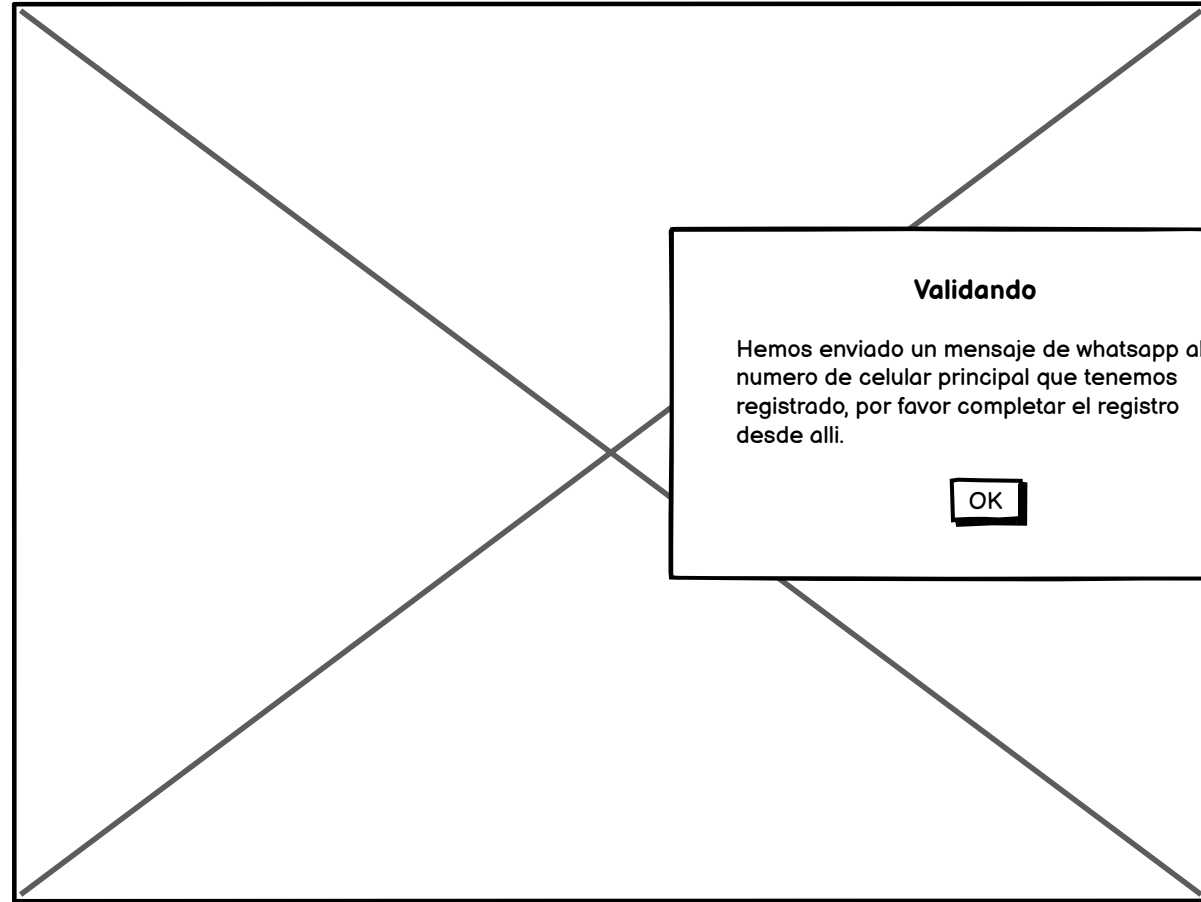 Validando
Hemos enviado un mensaje de whatsapp al
numero de celular principal que tenemos
registrado, por favor completar el registro
desde alli.
OK